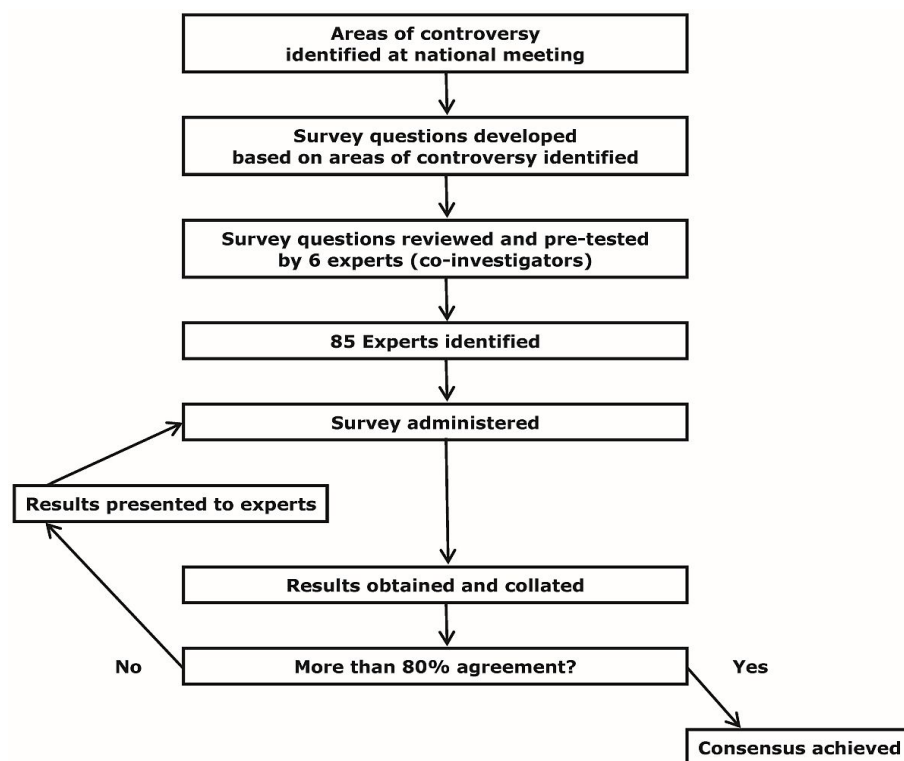 Areas of controversy
identified at national meeting
Survey questions developed
based on areas of controversy identified
Survey questions reviewed and pre-tested
by 6 experts (co-investigators)
85 Experts identified
Survey administered
Results presented to experts
Results obtained and collated
No
More than 80% agreement?
Yes
Consensus achieved